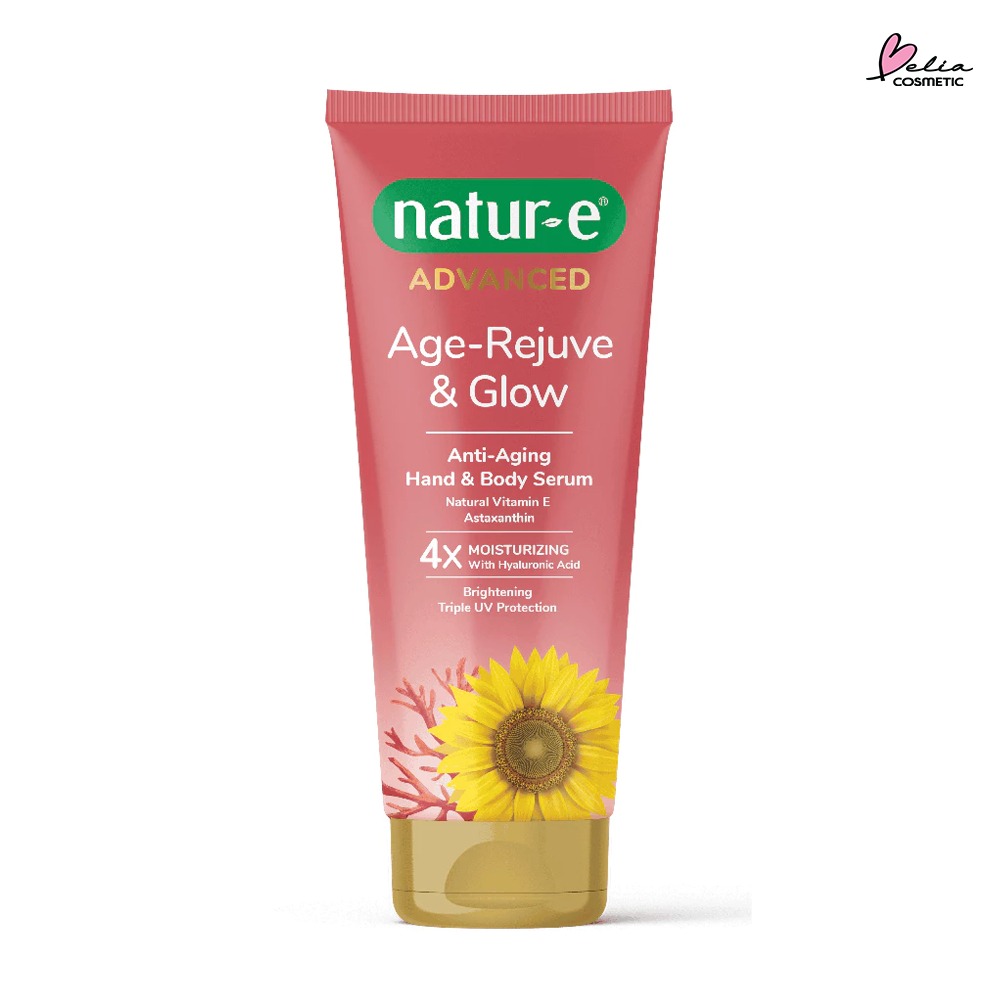 Belia
COSMETIC
natur-e®
ADVANCED
Age-Rejuve
& Glow
Anti-Aging
Hand & Body Serum
Natural Vitamin E
Astaxanthin
4x MOISTURIZING
With Hyaluronic Acid
Brightening
Triple UV Protection